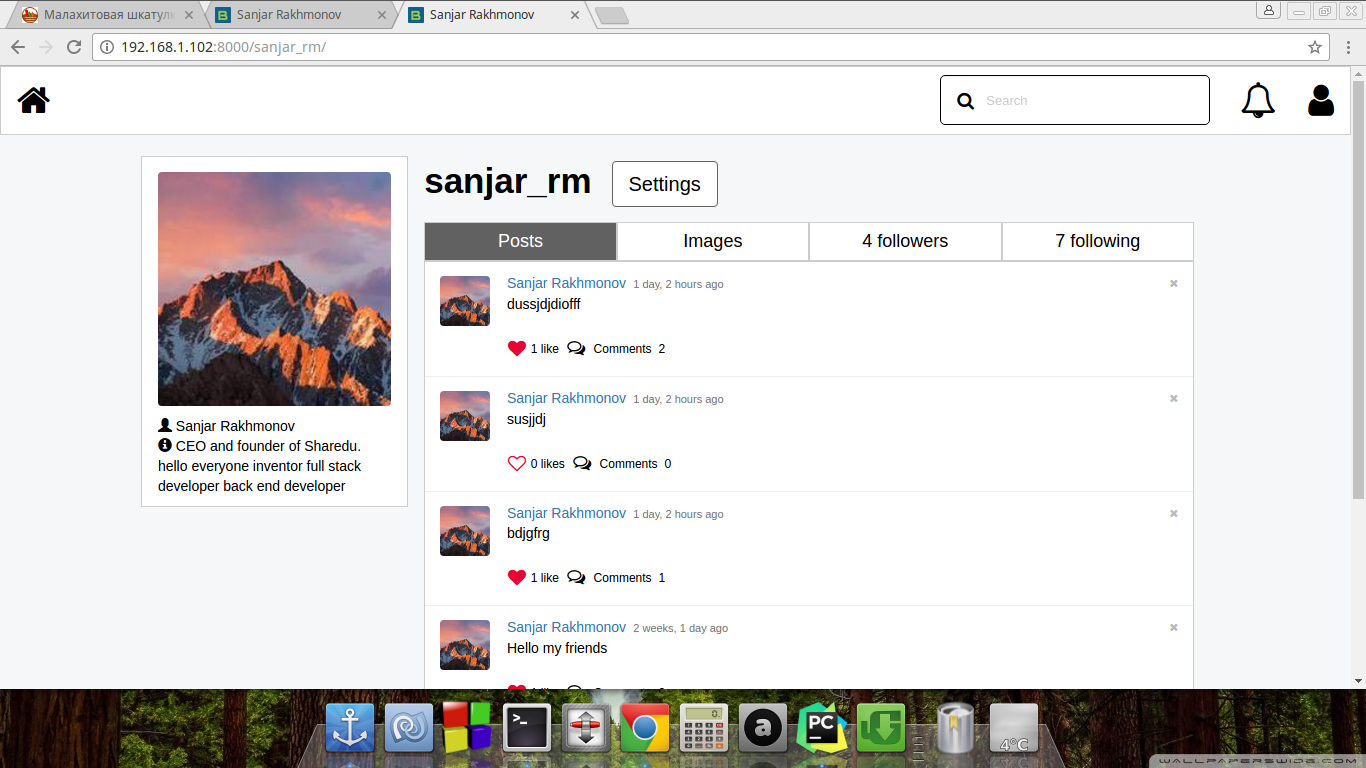 Малахитовая шкатул
Sanjar Rakhmonov
Sanjar Rakhmonov
192.168.1.102:8000/sanjar_rm/
Search
sanjar_rm
Settings
Posts
Images
4 followers
7 following
Sanjar Rakhmonov
CEO and founder of Sharedu.
hello everyone inventor full stack
developer back end developer
Sanjar Rakhmonov 1 day, 2 hours ago
dussjdjdiofff
1 like Comments 2
Sanjar Rakhmonov 1 day, 2 hours ago
susjjdj
0 likes Comments 0
Sanjar Rakhmonov 1 day, 2 hours ago
bdjgfrg
1 like Comments 1
Sanjar Rakhmonov 2 weeks, 1 day ago
Hello my friends
>_
0.
a
PC
4°C
WALLPAPERSWIDE.COM